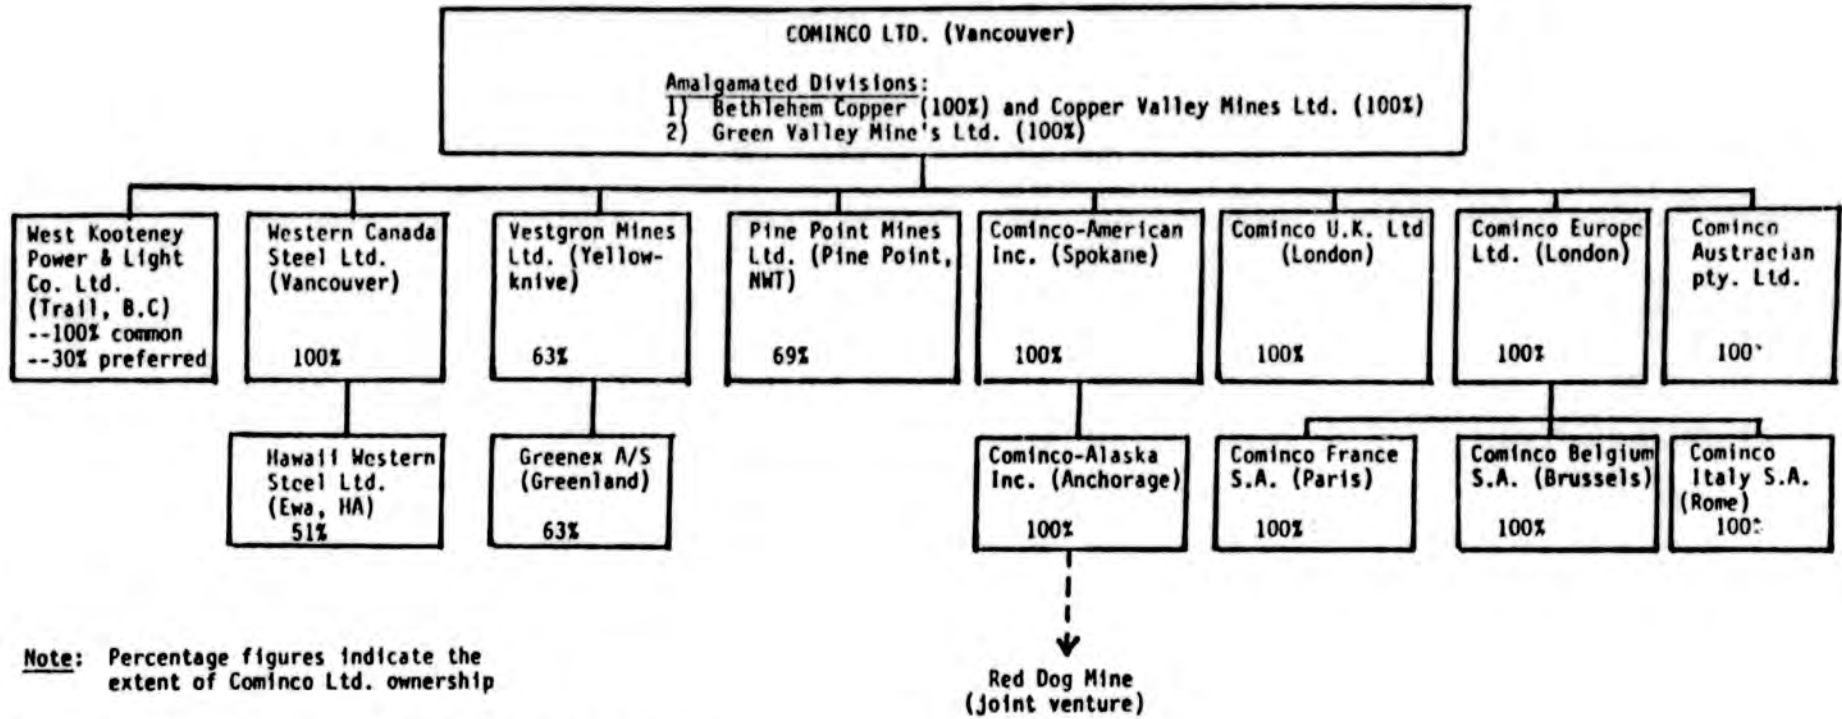 COMINCO LTD. (Vancouver)
Amalgamated Divisions:
1) Bethlehem Copper (100%) and Copper Valley Mines Ltd. (100%)
2) Green Valley Mine's Ltd. (100%)
West Kooteney
Power & Light
Co. Ltd.
(Trail, B.C)
--100% common
--30% preferred
Western Canada
Steel Ltd.
(Vancouver)
100%
Vestgron Mines
Ltd. (Yellow-
knive)
63%
Pine Point Mines
Ltd. (Pine Point,
NWT)
69%
Cominco-American
Inc. (Spokane)
100%
Cominco U.K. Ltd
(London)
100%
Cominco Europe
Ltd. (London)
100%
Cominco
Austracian
pty. Ltd.
100%
Hawaii Western
Steel Ltd.
(Ewa, HA)
51%
Greenex A/S
(Greenland)
63%
Cominco-Alaska
Inc. (Anchorage)
100%
Cominco France
S.A. (Paris)
100%
Cominco Belgium
S.A. (Brussels)
100%
Cominco
Italy S.A.
(Rome)
100%
Red Dog Mine
(joint venture)
Note: Percentage figures indicate the
extent of Cominco Ltd. ownership